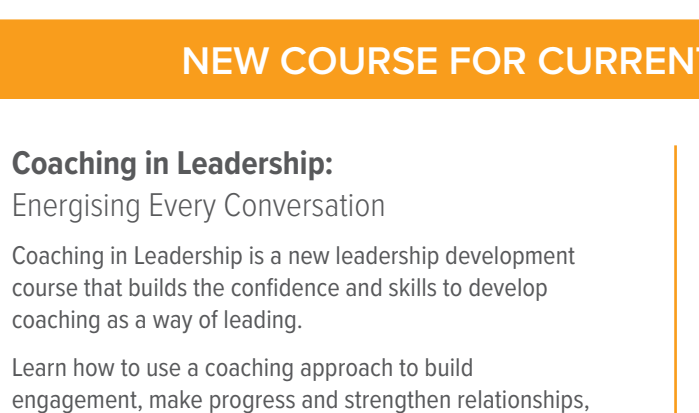 NEW COURSE FOR CURRENT
Coaching in Leadership:
Energising Every Conversation
Coaching in Leadership is a new leadership development
course that builds the confidence and skills to develop
coaching as a way of leading.
Learn how to use a coaching approach to build
engagement, make progress and strengthen relationships,